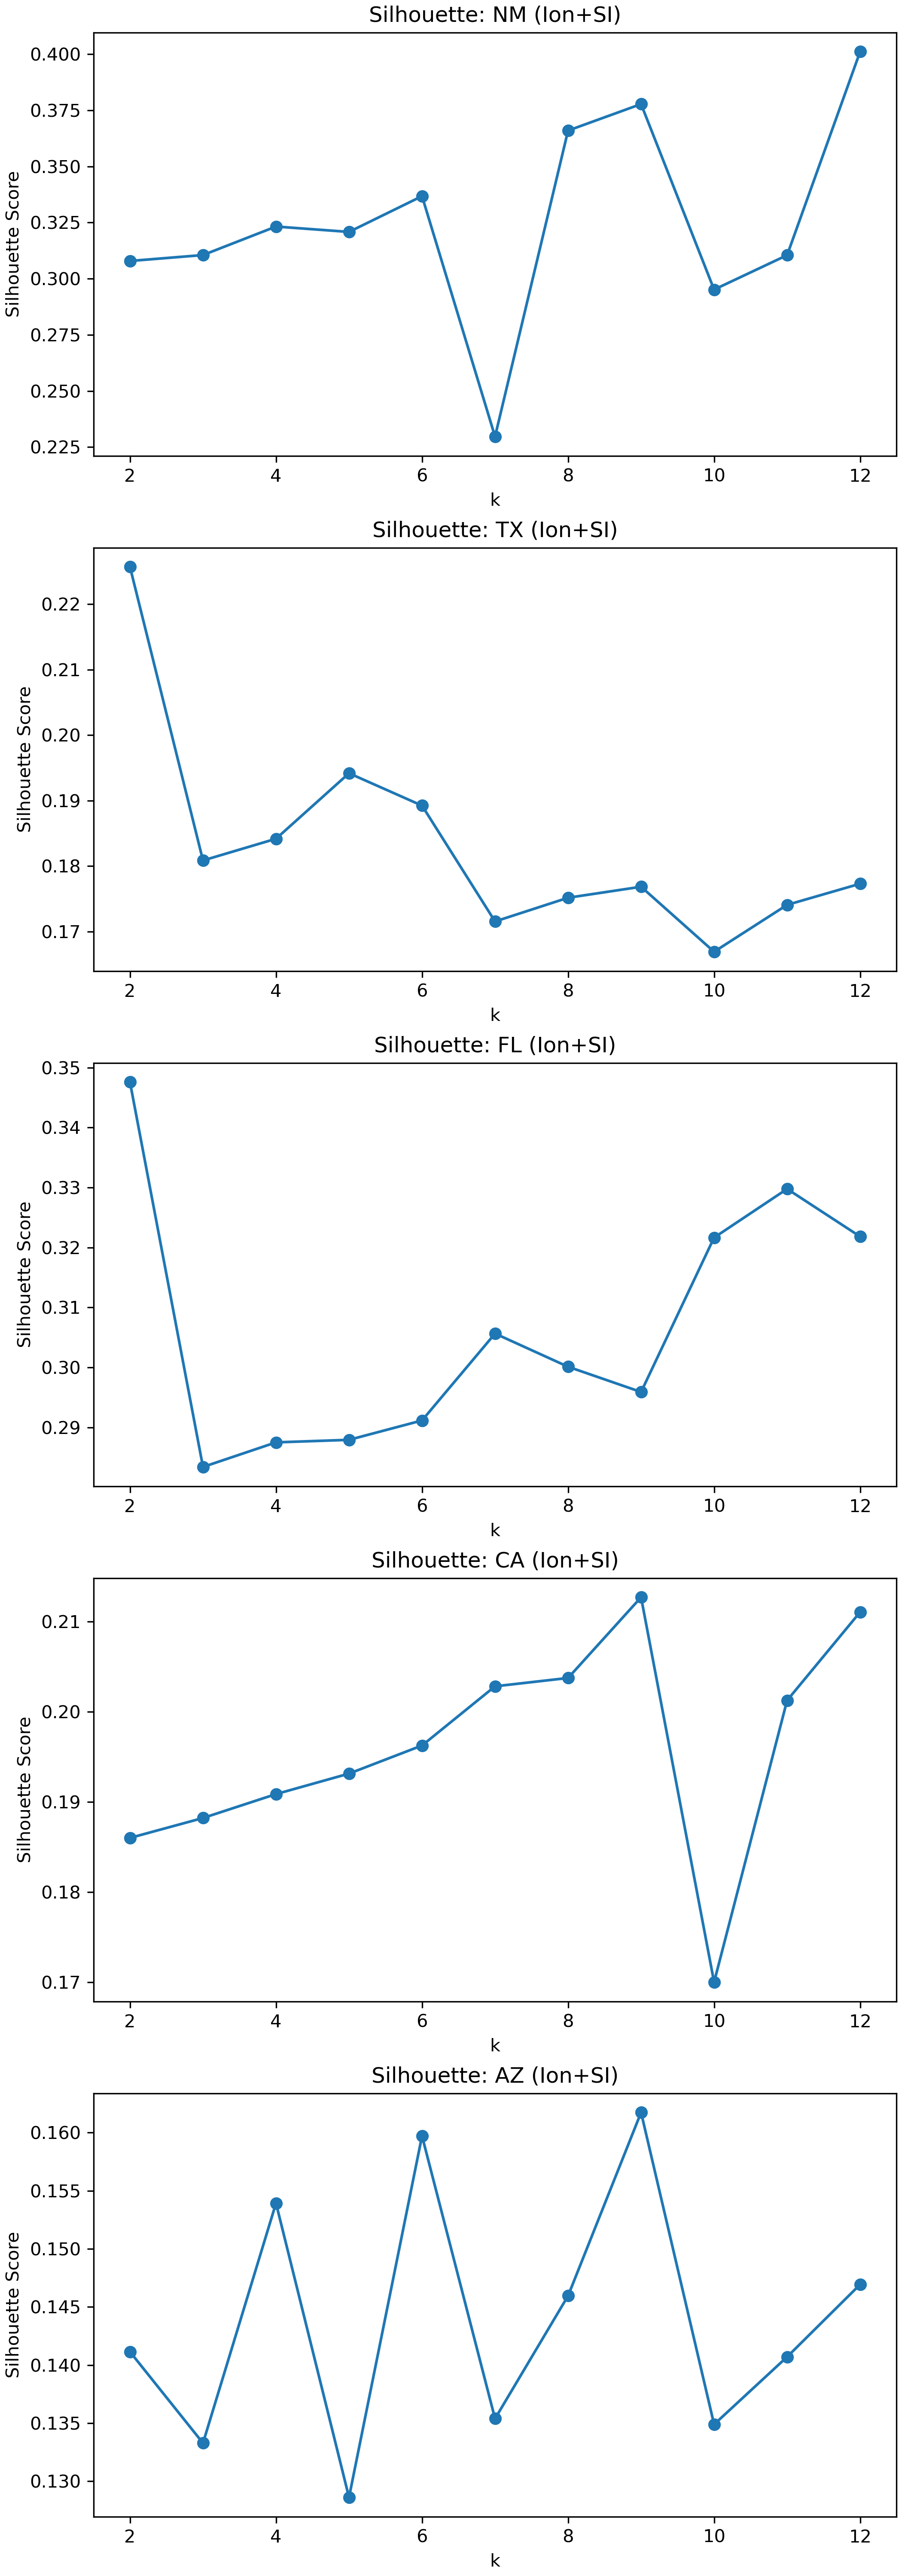 Silhouette: NM (Ion+SI)
Silhouette Score
0.400
0.375
0.350
0.325
0.300
0.275
0.250
0.225
2 4 6 8 10 12
k
Silhouette: TX (Ion+SI)
Silhouette Score
0.22
0.21
0.20
0.19
0.18
0.17
2 4 6 8 10 12
k
Silhouette: FL (Ion+SI)
Silhouette Score
0.35
0.34
0.33
0.32
0.31
0.30
0.29
2 4 6 8 10 12
k
Silhouette: CA (Ion+SI)
Silhouette Score
0.21
0.20
0.19
0.18
0.17
2 4 6 8 10 12
k
Silhouette: AZ (Ion+SI)
Silhouette Score
0.160
0.155
0.150
0.145
0.140
0.135
0.130
2 4 6 8 10 12
k